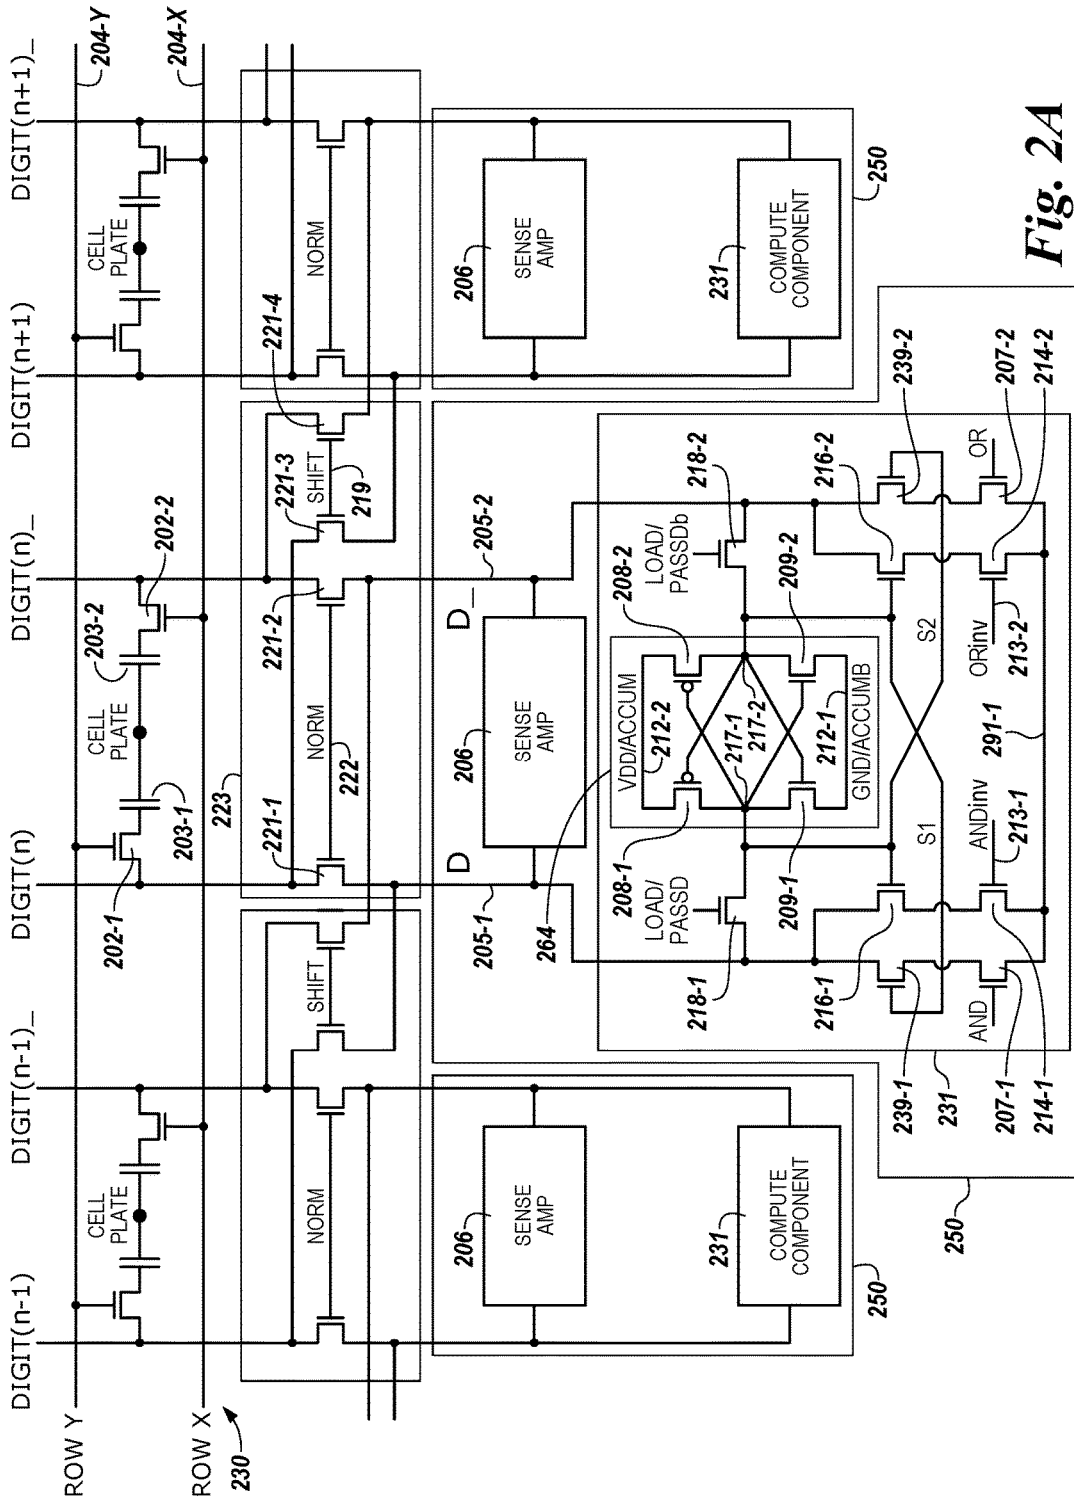 DIGIT(n-1)
DIGIT(n-1)_
DIGIT(n)
DIGIT(n)_
DIGIT(n+1)
DIGIT(n+1)_
ROW Y
204-Y
CELL
PLATE
202-1
203-1
CELL
PLATE
203-2
202-2
CELL
PLATE
ROW X
204-X
230
223
NORM
SHIFT
221-1
NORM
222
221-2
221-3
SHIFT
219
221-4
NORM
205-1
D
D_
205-2
206
SENSE
AMP
206
SENSE
AMP
206
SENSE
AMP
231
COMPUTE
COMPONENT
250
231
COMPUTE
COMPONENT
250
264
LOAD/
PASSD
218-1
208-1
VDD/ACCUM
212-2
208-2
LOAD/
PASSDb
218-2
217-1
217-2
209-1
GND/ACCUMB
212-1
209-2
216-1
S1
S2
216-2
239-1
239-2
AND
ANDinv
213-1
291-1
ORinv
213-2
OR
207-1
207-2
214-1
214-2
231
250
Fig. 2A